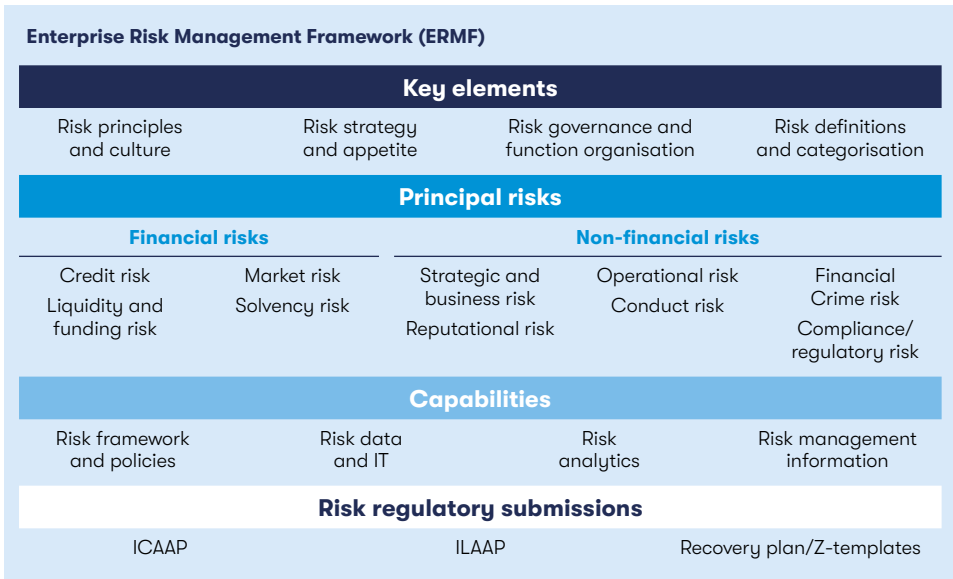 Enterprise Risk Management Framework (ERMF)
Key elements
Risk principles
and culture
Risk strategy
and appetite
Risk governance and
function organisation
Risk definitions
and categorisation
Principal risks
Financial risks
Credit risk
Liquidity and
funding risk
Market risk
Solvency risk
Non-financial risks
Strategic and
business risk
Reputational risk
Operational risk
Conduct risk
Financial
Crime risk
Compliance/
regulatory risk
Capabilities
Risk framework
and policies
Risk data
and IT
Risk
analytics
Risk management
information
Risk regulatory submissions
ICAAP
ILAAP
Recovery plan/Z-templates